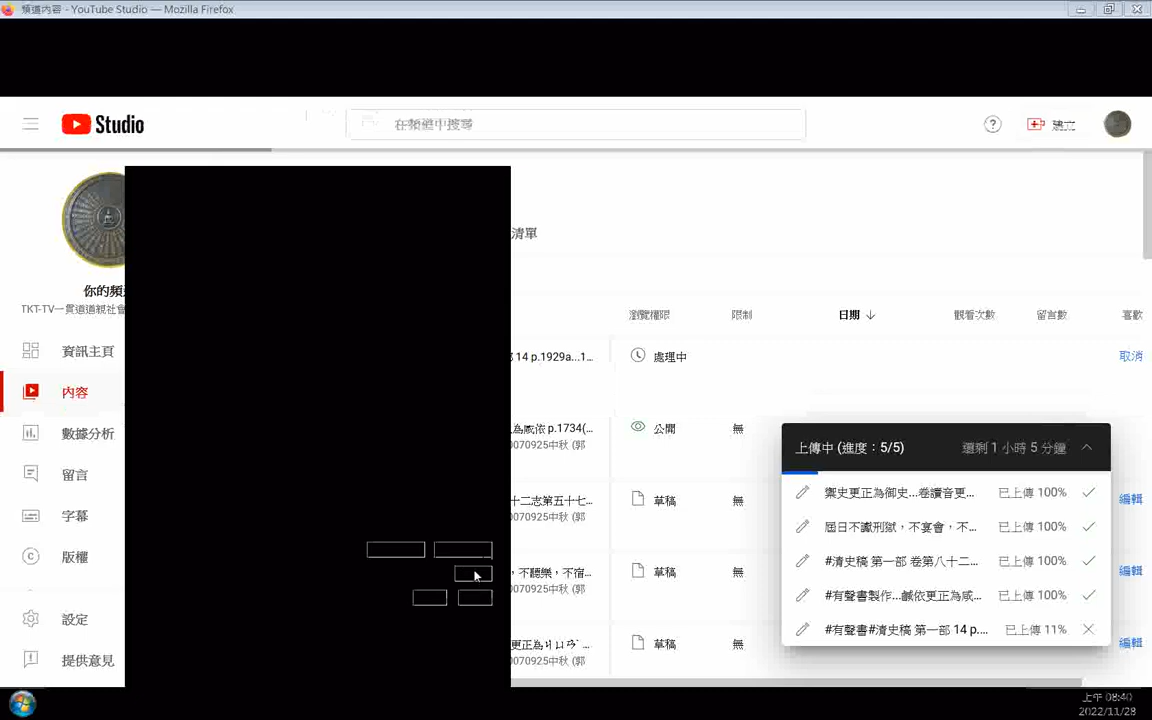 頻道內容 - YouTube Studio — Mozilla Firefox
Studio
在頻道中搜尋
建立
你的頻
TKT-TV一貫道道親社會
資訊主頁
內容
數據分析
留言
字幕
版權
設定
提供意見
清單
瀏覽權限 限制 日期 ↓ 觀看次數 留言數 喜歡
14 p.1929a...1... 處理中 取消
為咸依 p.1734(... 公開 無
0070925中秋 (郭
十二志第五十七... 草稿 無 編輯
0070925中秋 (郭
，不聽樂，不宿... 草稿 無 編輯
0070925中秋 (郭
更正為ㄐㄩㄢˋ... 草稿 無 編輯
0070925中秋 (郭
上傳中 (進度：5/5) 還剩 1 小時 5 分鐘
禦史更正為御史...卷讀音更... 已上傳 100%
屆日不讞刑獄，不宴會，不... 已上傳 100%
#清史稿 第一部 卷第八十二... 已上傳 100%
#有聲書製作...鹹依更正為咸... 已上傳 100%
#有聲書#清史稿 第一部 14 p.... 已上傳 11%
上午 08:40
2022/11/28